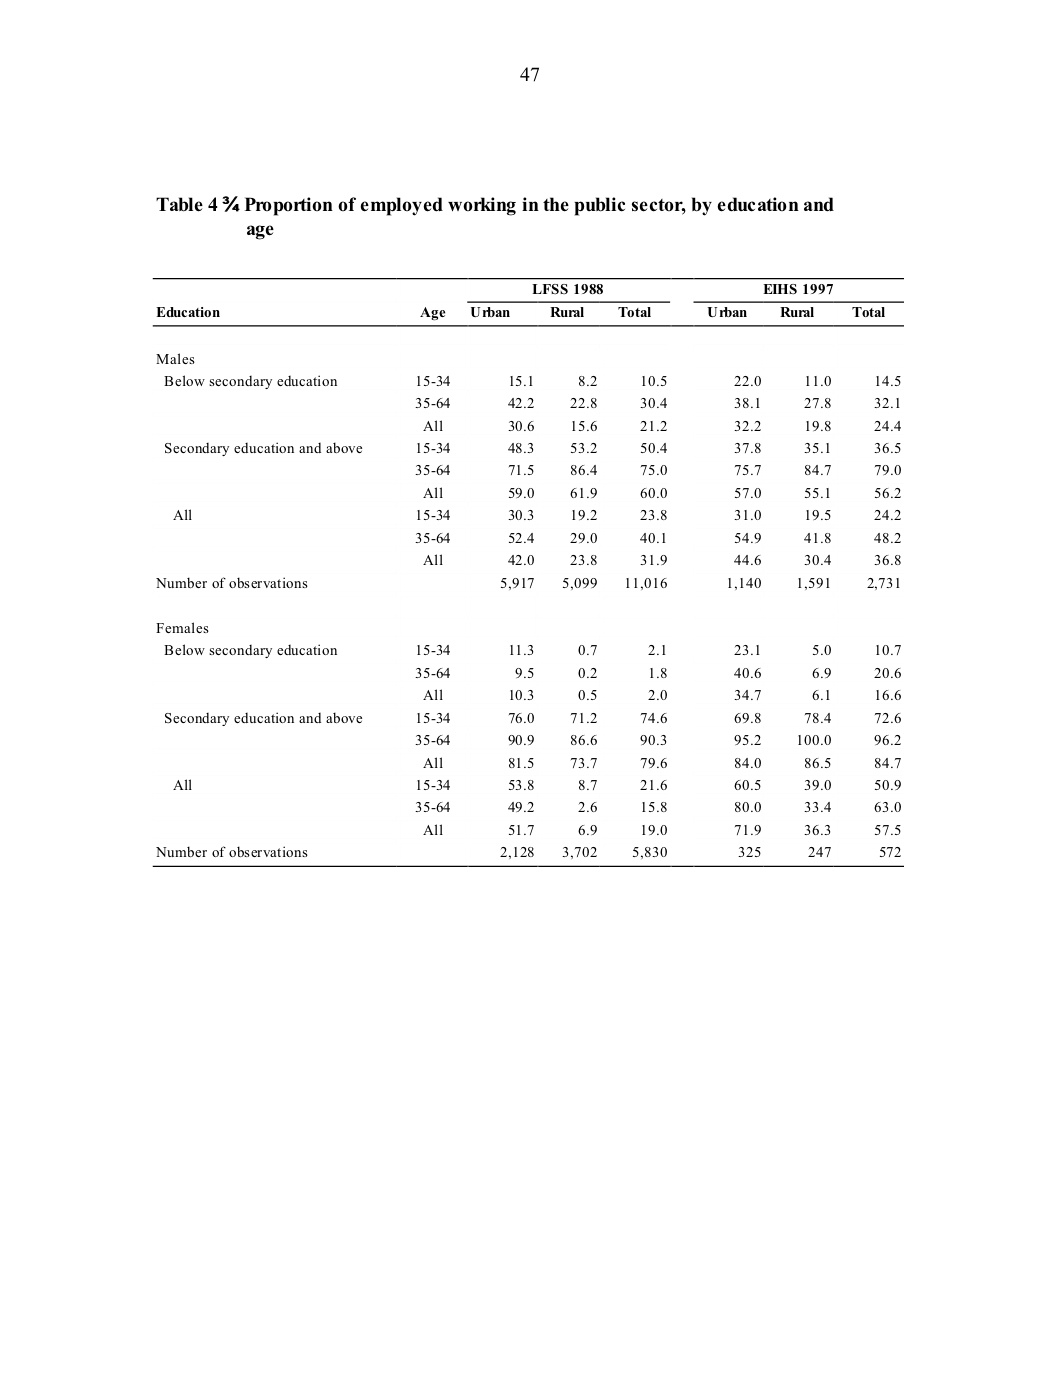 47
Table 4 ¾ Proportion of employed working in the public sector, by education and
age
LFSS 1988 EIHS 1997
Education Age Urban Rural Total Urban Rural Total
Males
Below secondary education 15-34 15.1 8.2 10.5 22.0 11.0 14.5
35-64 42.2 22.8 30.4 38.1 27.8 32.1
All 30.6 15.6 21.2 32.2 19.8 24.4
Secondary education and above 15-34 48.3 53.2 50.4 37.8 35.1 36.5
35-64 71.5 86.4 75.0 75.7 84.7 79.0
All 59.0 61.9 60.0 57.0 55.1 56.2
All 15-34 30.3 19.2 23.8 31.0 19.5 24.2
35-64 52.4 29.0 40.1 54.9 41.8 48.2
All 42.0 23.8 31.9 44.6 30.4 36.8
Number of observations 5,917 5,099 11,016 1,140 1,591 2,731
Females
Below secondary education 15-34 11.3 0.7 2.1 23.1 5.0 10.7
35-64 9.5 0.2 1.8 40.6 6.9 20.6
All 10.3 0.5 2.0 34.7 6.1 16.6
Secondary education and above 15-34 76.0 71.2 74.6 69.8 78.4 72.6
35-64 90.9 86.6 90.3 95.2 100.0 96.2
All 81.5 73.7 79.6 84.0 86.5 84.7
All 15-34 53.8 8.7 21.6 60.5 39.0 50.9
35-64 49.2 2.6 15.8 80.0 33.4 63.0
All 51.7 6.9 19.0 71.9 36.3 57.5
Number of observations 2,128 3,702 5,830 325 247 572